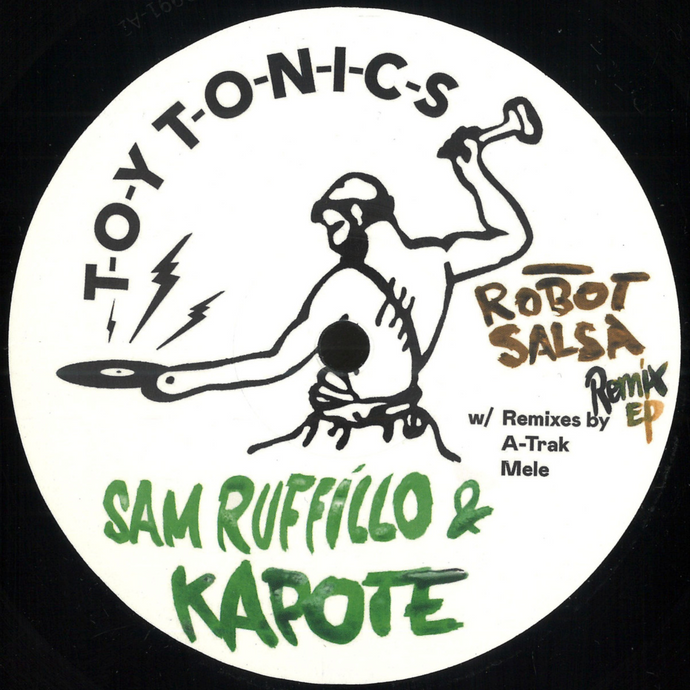 T-O-Y T-O-N-I-C-S
ROBOT
SALSA
Remix
EP
w/ Remixes by
A-Trak
Mele
SAM RUFFILLO &
KAPOTE